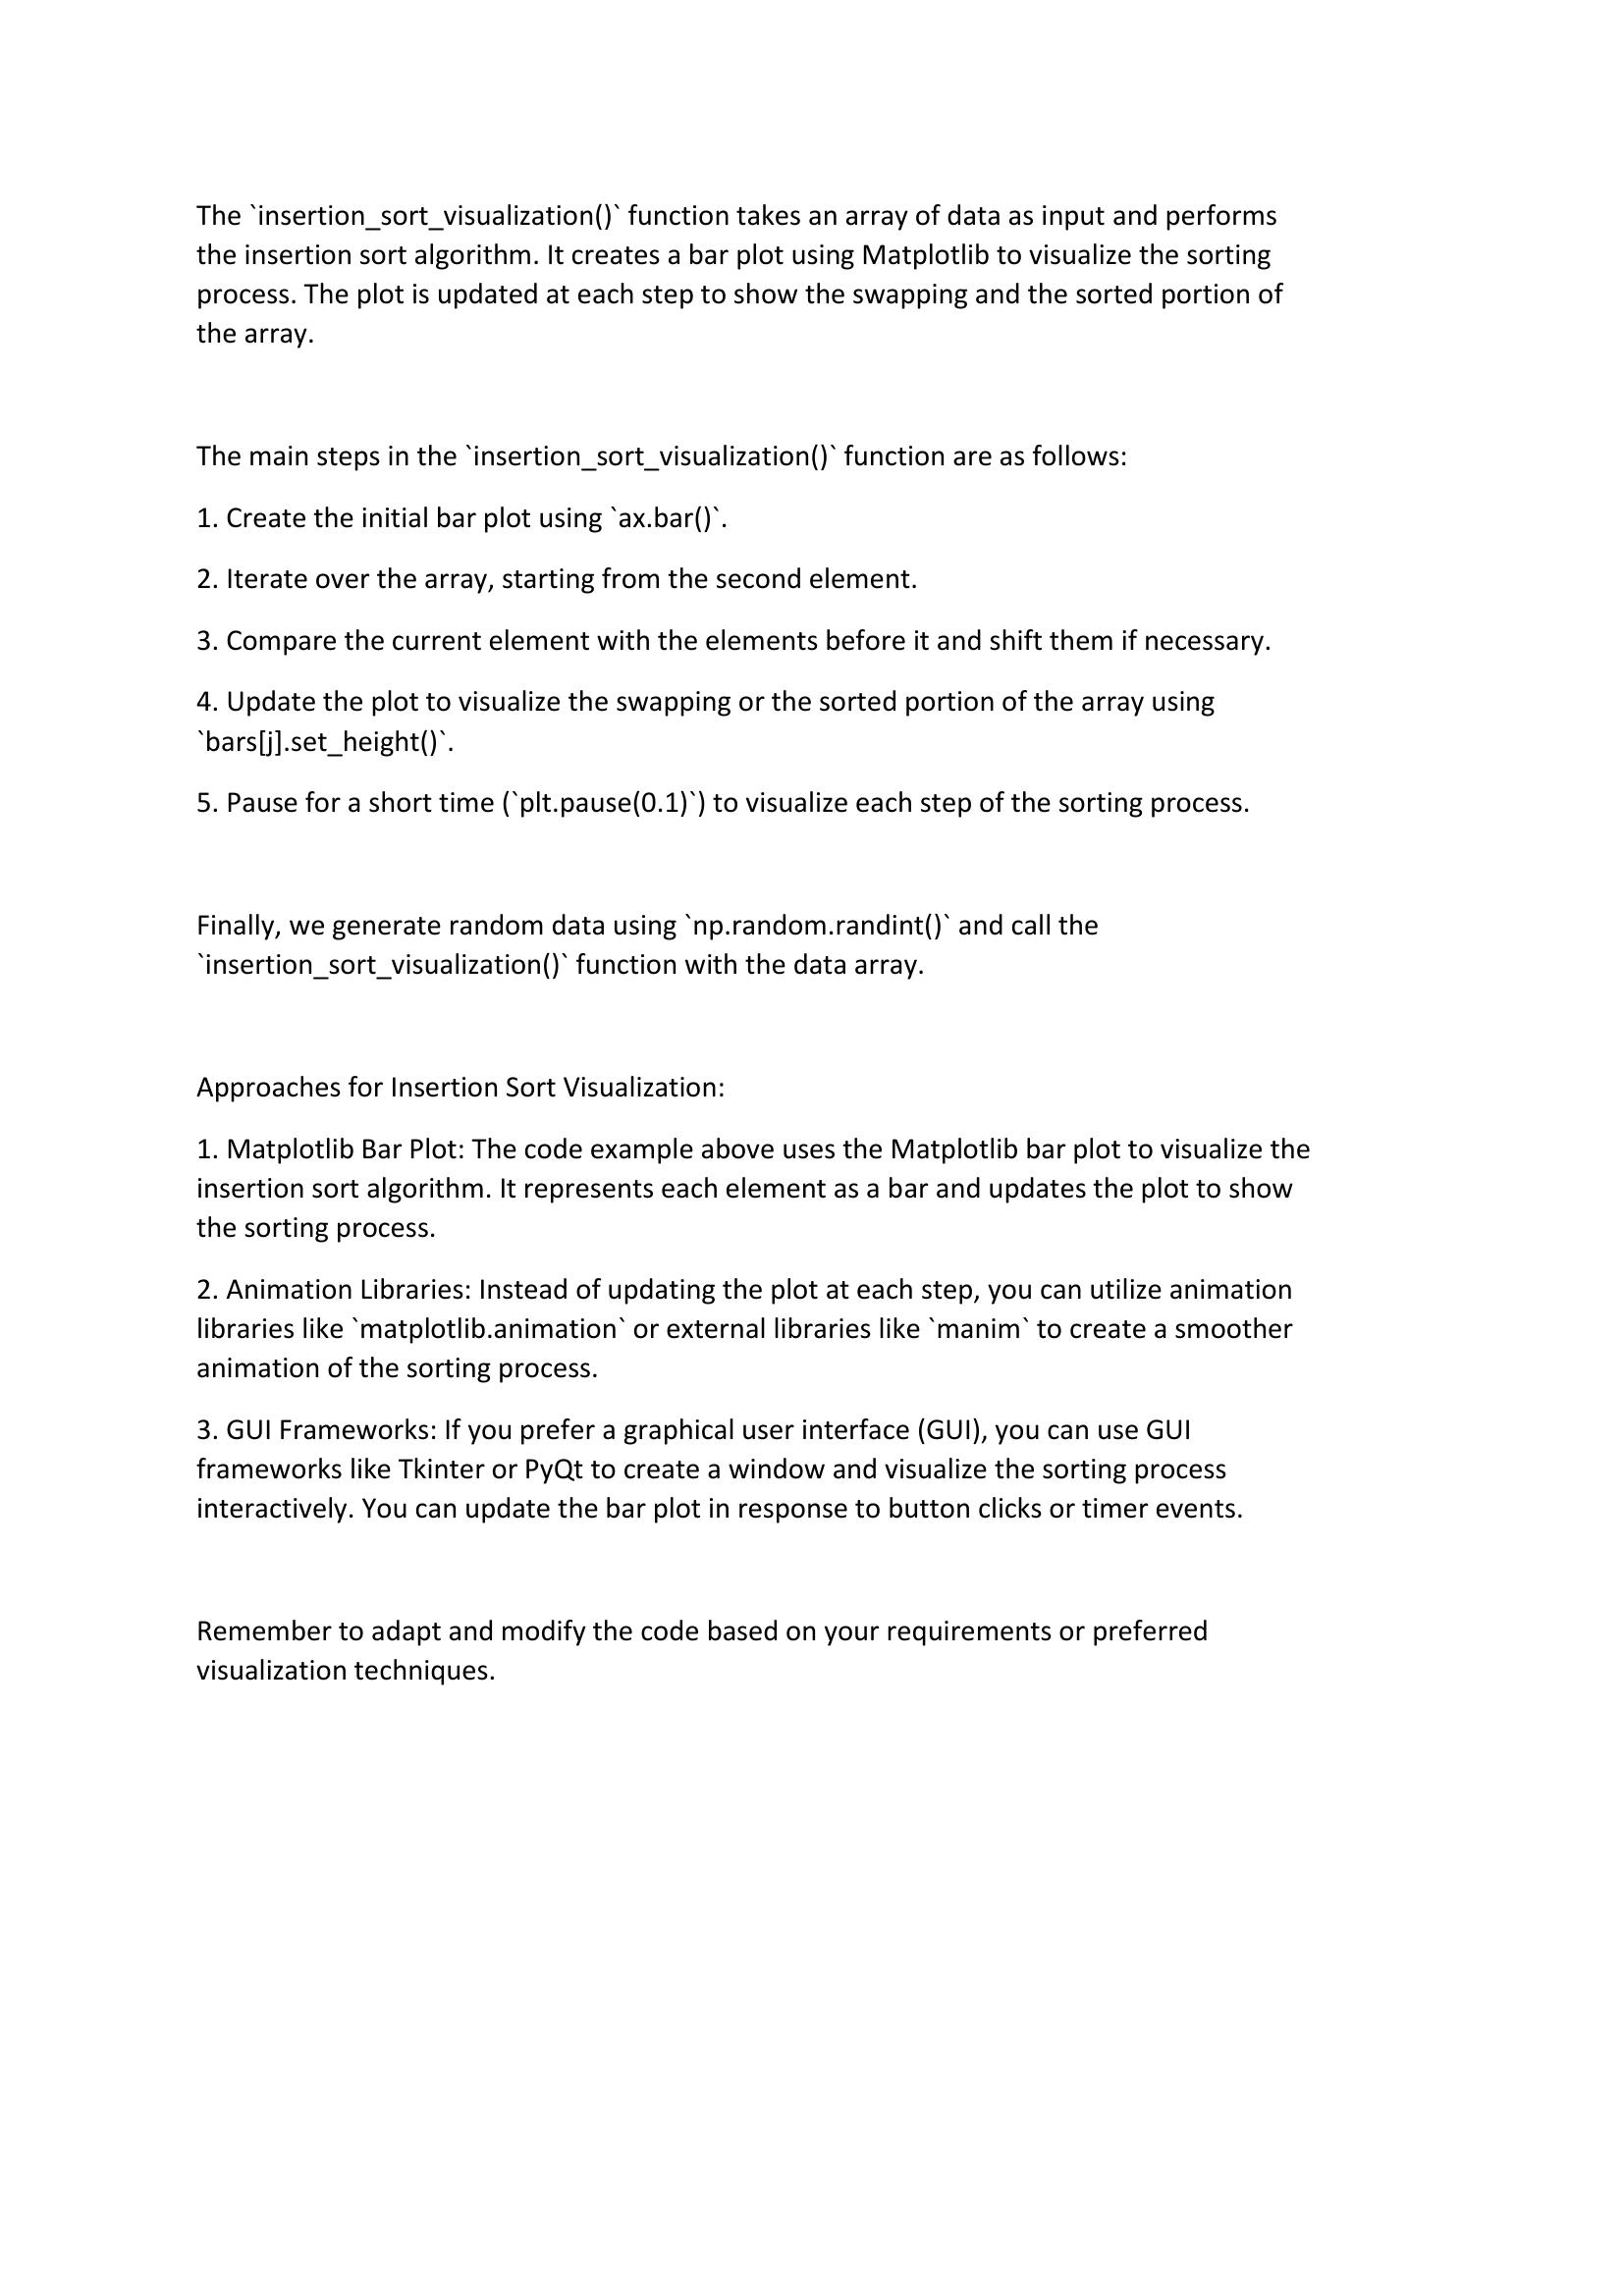 The `insertion_sort_visualization()` function takes an array of data as input and performs
the insertion sort algorithm. It creates a bar plot using Matplotlib to visualize the sorting
process. The plot is updated at each step to show the swapping and the sorted portion of
the array.
The main steps in the `insertion_sort_visualization()` function are as follows:
1. Create the initial bar plot using `ax.bar()`.
2. Iterate over the array, starting from the second element.
3. Compare the current element with the elements before it and shift them if necessary.
4. Update the plot to visualize the swapping or the sorted portion of the array using
`bars[j].set_height()`.
5. Pause for a short time (`plt.pause(0.1)`) to visualize each step of the sorting process.
Finally, we generate random data using `np.random.randint()` and call the
`insertion_sort_visualization()` function with the data array.
Approaches for Insertion Sort Visualization:
1. Matplotlib Bar Plot: The code example above uses the Matplotlib bar plot to visualize the
insertion sort algorithm. It represents each element as a bar and updates the plot to show
the sorting process.
2. Animation Libraries: Instead of updating the plot at each step, you can utilize animation
libraries like `matplotlib.animation` or external libraries like `manim` to create a smoother
animation of the sorting process.
3. GUI Frameworks: If you prefer a graphical user interface (GUI), you can use GUI
frameworks like Tkinter or PyQt to create a window and visualize the sorting process
interactively. You can update the bar plot in response to button clicks or timer events.
Remember to adapt and modify the code based on your requirements or preferred
visualization techniques.